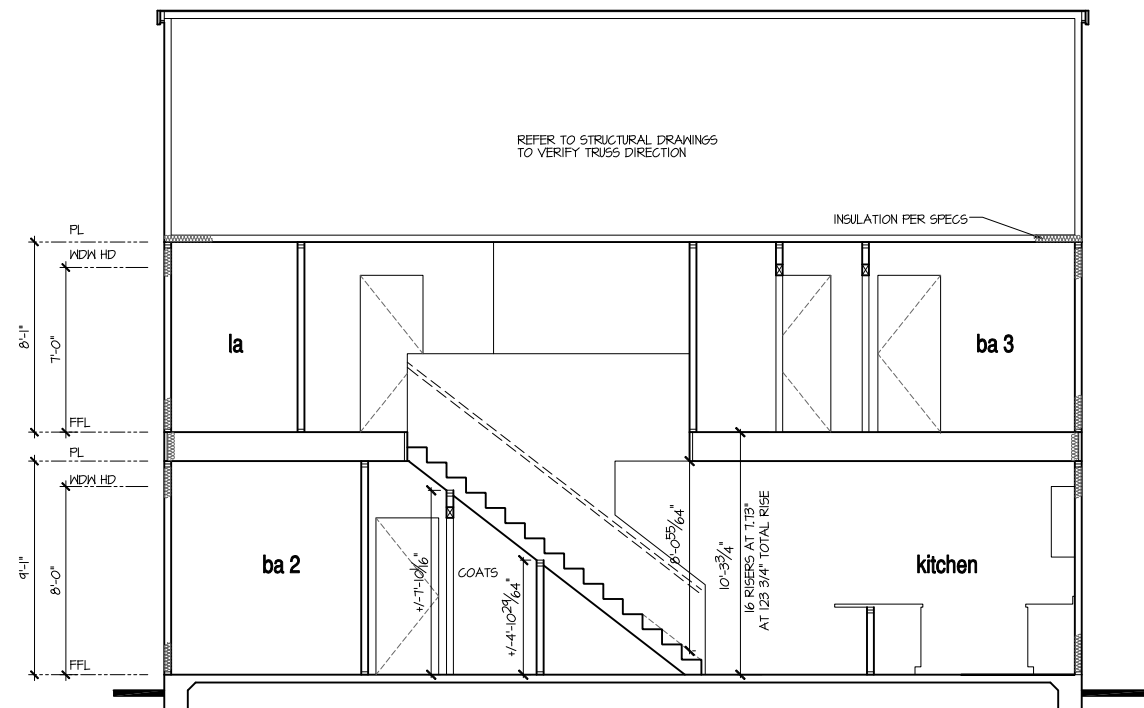 REFER TO STRUCTURAL DRAWINGS
TO VERIFY TRUSS DIRECTION
INSULATION PER SPECS
PL
WDW HD
8'-1"
7'-0"
la
ba 3
FFL
PL
WDW HD
9'-1"
8'-0"
ba 2
+/-7'-10 1/16"
COATS
+/-4'-10 29/64"
8'-0 55/64"
10'-3 3/4"
16 RISERS AT 7.73"
AT 123 3/4" TOTAL RISE
kitchen
FFL